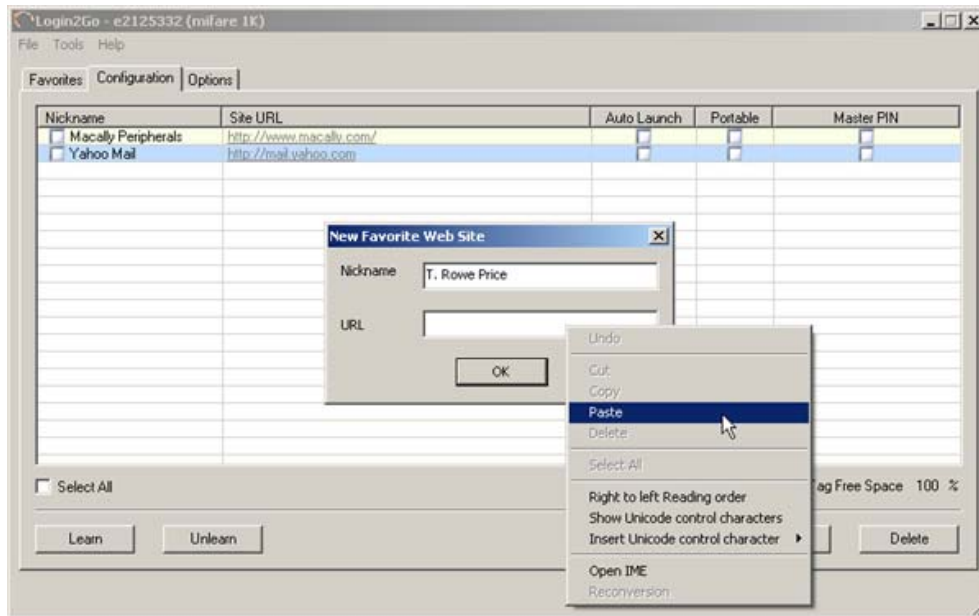 Login2Go - e2125332 (mifare 1K)
File Tools Help
Favorites Configuration Options
Nickname Site URL Auto Launch Portable Master PIN
Macally Peripherals http://www.macally.com/
Yahoo Mail http://mail.yahoo.com
New Favorite Web Site
Nickname T. Rowe Price
URL
OK
Undo
Cut
Copy
Paste
Delete
Select All
Right to left Reading order
Show Unicode control characters
Insert Unicode control character
Open IME
Reconversion
Select All
Free Space 100 %
Learn Unlearn Delete